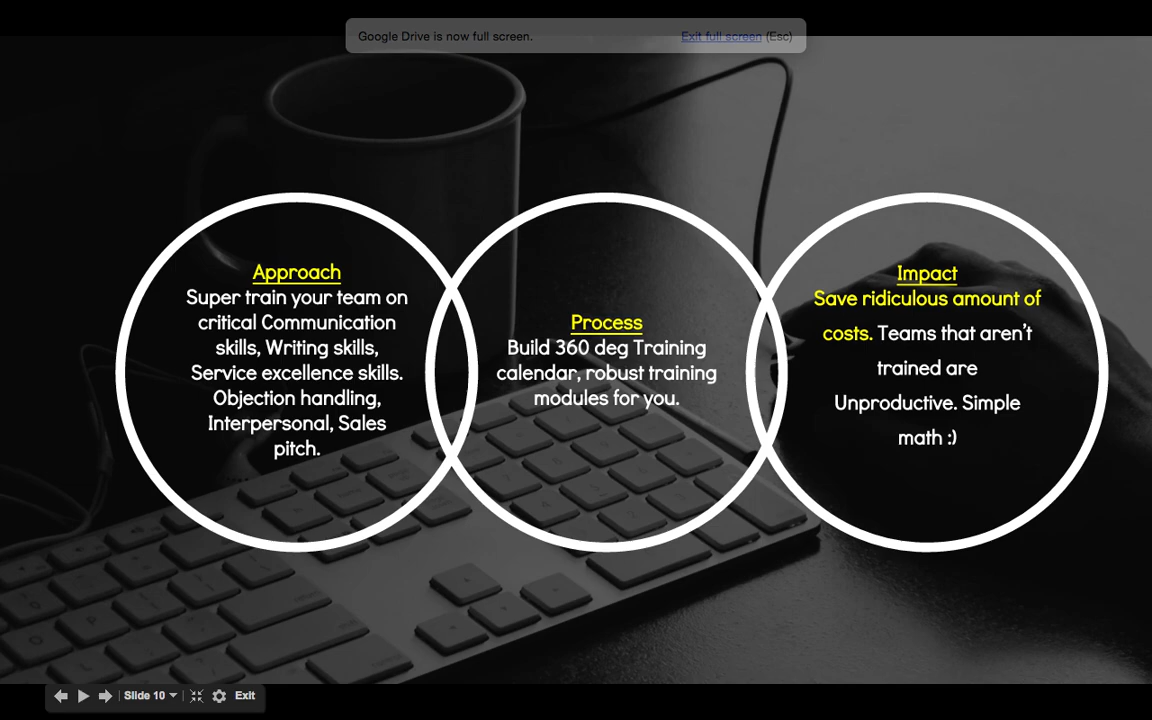 Google Drive is now full screen. Exit full screen (Esc)
Approach
Super train your team on
critical Communication
skills, Writing skills,
Service excellence skills.
Objection handling,
Interpersonal, Sales
pitch.
Process
Build 360 deg Training
calendar, robust training
modules for you.
Impact
Save ridiculous amount of
costs. Teams that aren't
trained are
Unproductive. Simple
math :)
Slide 10 Exit